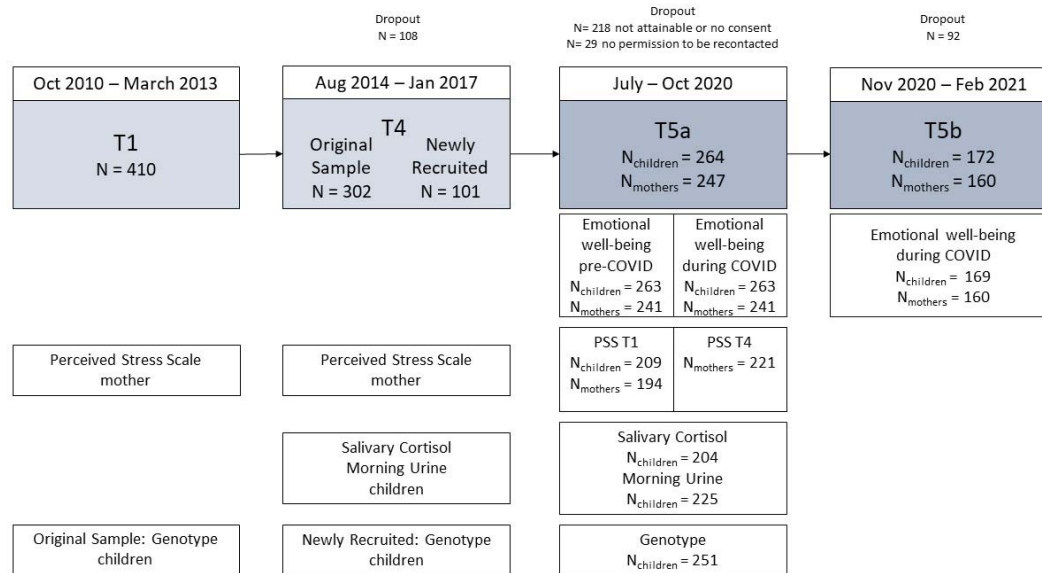 Dropout
N = 108
Dropout
N= 218 not attainable or no consent
N= 29 no permission to be recontacted
Dropout
N = 92
Oct 2010 – March 2013
Aug 2014 – Jan 2017
July – Oct 2020
Nov 2020 – Feb 2021
T1
N = 410
T4
Original
Sample
N = 302
Newly
Recruited
N = 101
T5a
Nchildren = 264
Nmothers = 247
T5b
Nchildren = 172
Nmothers = 160
Emotional
well-being
pre-COVID
Nchildren = 263
Nmothers = 241
Emotional
well-being
during COVID
Nchildren = 263
Nmothers = 241
Emotional well-being
during COVID
Nchildren = 169
Nmothers = 160
Perceived Stress Scale
mother
Perceived Stress Scale
mother
PSS T1
Nchildren = 209
Nmothers = 194
PSS T4
Nmothers = 221
Salivary Cortisol
Morning Urine
children
Salivary Cortisol
Nchildren = 204
Morning Urine
Nchildren = 225
Original Sample: Genotype
children
Newly Recruited: Genotype
children
Genotype
Nchildren = 251